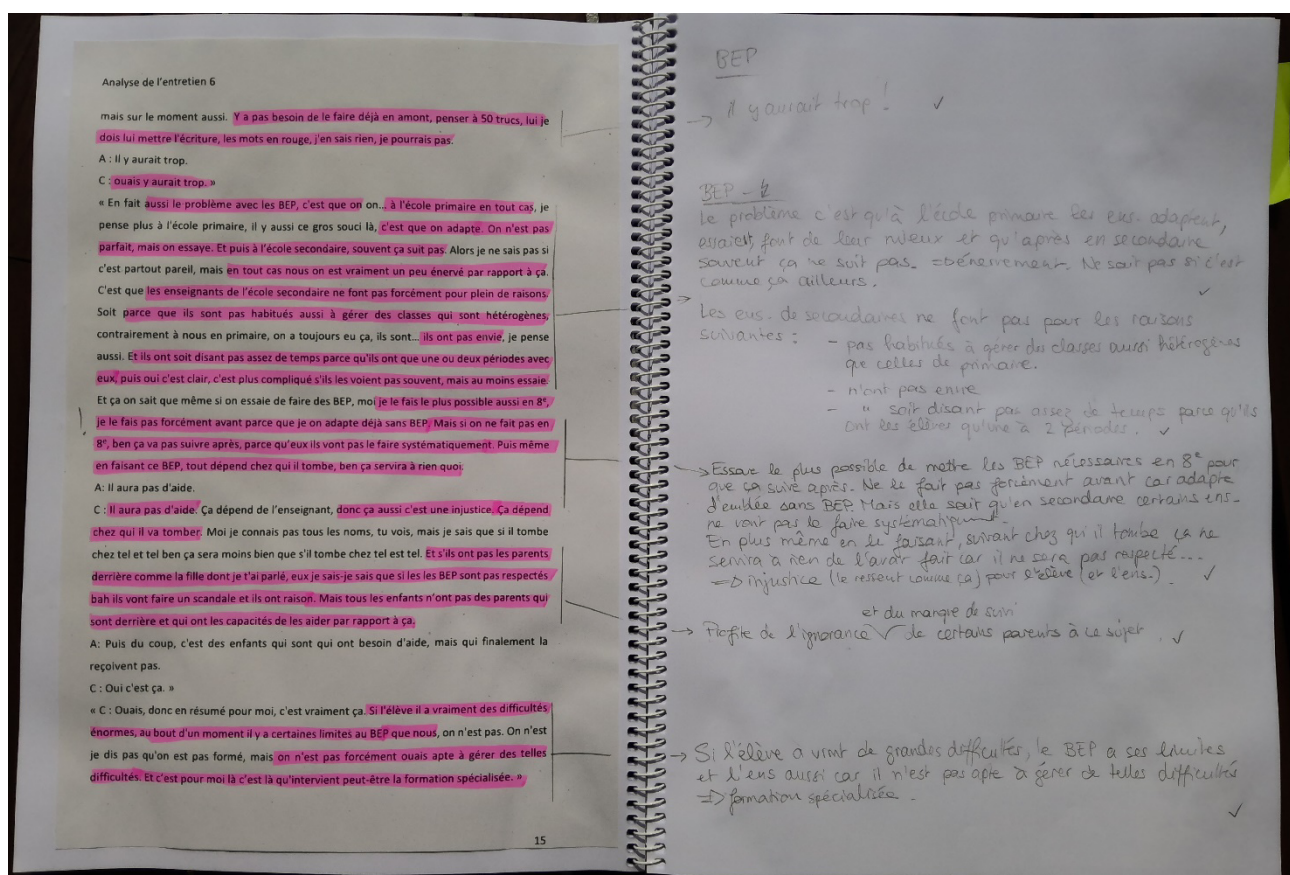 Analyse de l'entretien 6
mais sur le moment aussi. Y a pas besoin de le faire déjà en amont, penser à 50 trucs, lui je
dois lui mettre l'écriture, les mots en rouge, j'en sais rien, je pourrais pas.
A : Il y aurait trop.
C : ouais y aurait trop. »
« En fait aussi le problème avec les BEP, c'est que on on... à l'école primaire en tout cas, je
pense plus à l'école primaire, il y aussi ce gros souci là, c'est que on adapte. On n'est pas
parfait, mais on essaye. Et puis à l'école secondaire, souvent ça suit pas. Alors je ne sais pas si
c'est partout pareil, mais en tout cas nous on est vraiment un peu énervé par rapport à ça.
C'est que les enseignants de l'école secondaire ne font pas forcément pour plein de raisons.
Soit parce que ils sont pas habitués aussi à gérer des classes qui sont hétérogènes,
contrairement à nous en primaire, on a toujours eu ça, ils sont... ils ont pas envie, je pense
aussi. Et ils ont soit disant pas assez de temps parce qu'ils ont que une ou deux périodes avec
eux, puis oui c'est clair, c'est plus compliqué s'ils les voient pas souvent, mais au moins essaie.
Et ça on sait que même si on essaie de faire des BEP, moi je le fais le plus possible aussi en 8e,
je le fais pas forcément avant parce que je on adapte déjà sans BEP. Mais si on ne fait pas en
8e, ben ça va pas suivre après, parce qu'eux ils vont pas le faire systématiquement. Puis même
en faisant ce BEP, tout dépend chez qui il tombe, ben ça servira à rien quoi.
A: Il aura pas d'aide.
C : Il aura pas d'aide. Ça dépend de l'enseignant, donc ça aussi c'est une injustice. Ça dépend
chez qui il va tomber. Moi je connais pas tous les noms, tu vois, mais je sais que si il tombe
chez tel et tel ben ça sera moins bien que s'il tombe chez tel est tel. Et s'ils ont pas les parents
derrière comme la fille dont je t'ai parlé, eux je sais-je sais que si les les BEP sont pas respectés
bah ils vont faire un scandale et ils ont raison. Mais tous les enfants n'ont pas des parents qui
sont derrière et qui ont les capacités de les aider par rapport à ça.
A: Puis du coup, c'est des enfants qui sont qui ont besoin d'aide, mais qui finalement la
reçoivent pas.
C : Oui c'est ça. »
« C : Ouais, donc en résumé pour moi, c'est vraiment ça. Si l'élève il a vraiment des difficultés
énormes, au bout d'un moment il y a certaines limites au BEP que nous, on n'est pas. On n'est
je dis pas qu'on est pas formé, mais on n'est pas forcément ouais apte à gérer des telles
difficultés. Et c'est pour moi là c'est là qu'intervient peut-être la formation spécialisée. »
15
BEP
→ il y aurait trop ! ✓
BEP -
Le problème c'est qu'à l'école primaire les ens. adaptent,
essaient, font de leur mieux et qu'après en secondaire
souvent ça ne suit pas. => énervement. Ne sait pas si c'est
comme ça ailleurs. ✓
→ Les ens. de secondaires ne font pas pour les raisons
suivantes : - pas habitués à gérer des classes aussi hétérogènes
que celles de primaire.
- n'ont pas envie
- " soit disant pas assez de temps parce qu'ils
ont les élèves qu'une à 2 périodes. ✓
→ Essaye le plus possible de mettre les BEP nécessaires en 8e pour
que ça suive après. Ne le fait pas forcément avant car adapte
d'emblée sans BEP. Mais elle sait qu'en secondaire certains ens.
ne vont pas le faire systématiquement.
En plus même en le faisant, suivant chez qui il tombe ça ne
servira à rien de l'avoir fait car il ne sera pas respecté...
=> injustice (le ressent comme ça) pour l'élève (et l'ens.). ✓
et du manque de suivi
→ Profite de l'ignorance V de certains parents à ce sujet. ✓
→ Si l'élève a vrmt de grandes difficultés, le BEP a ses limites
et l'ens aussi car il n'est pas apte à gérer de telles difficultés
=> formation spécialisée. ✓